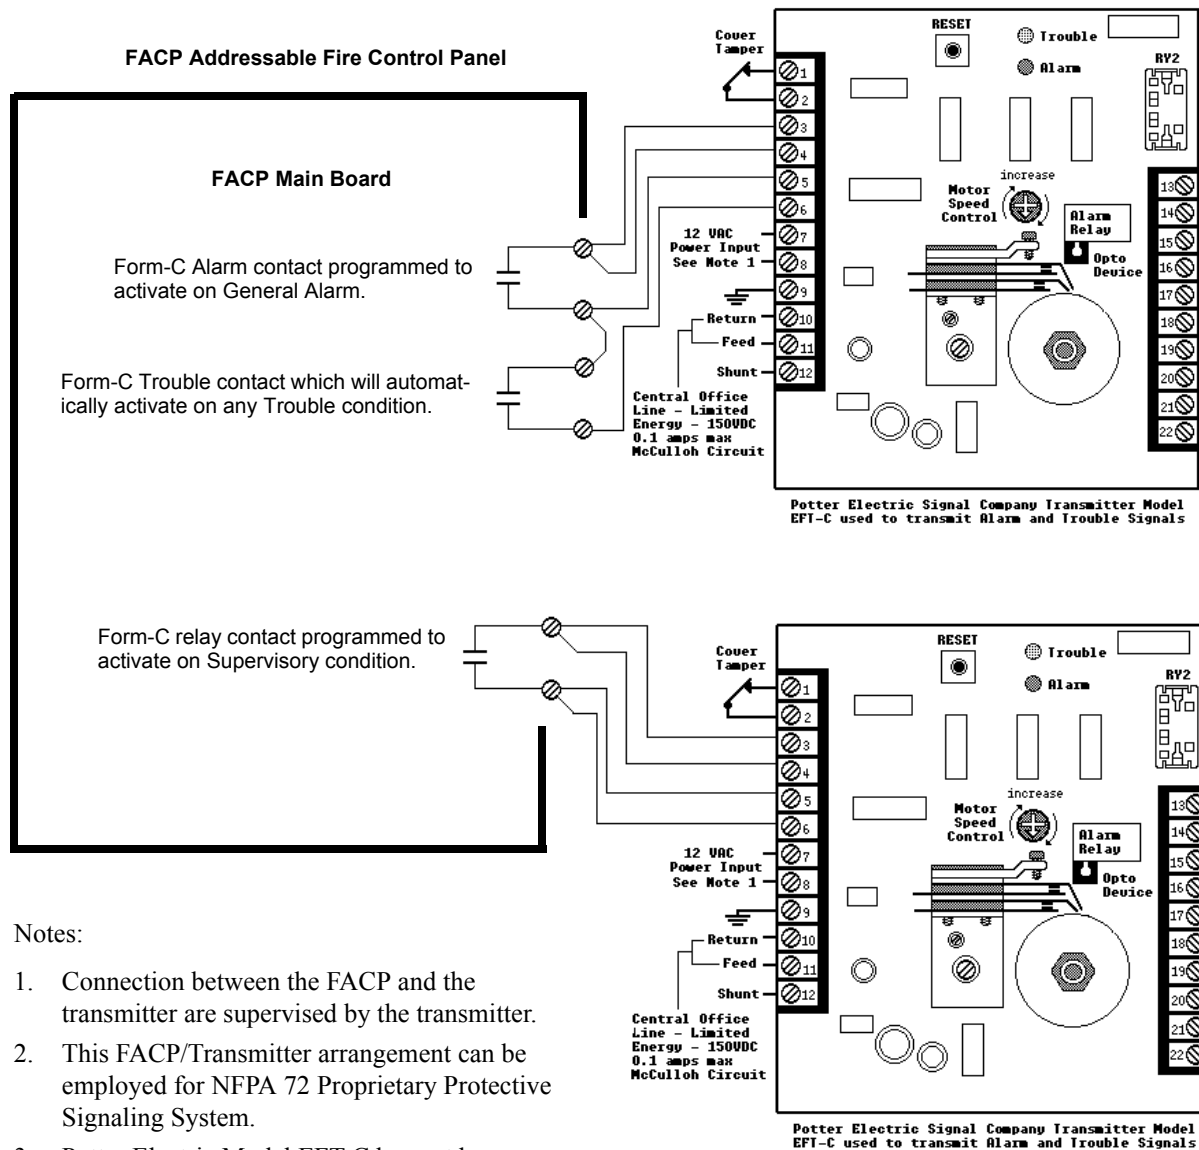 FACP Addressable Fire Control Panel
FACP Main Board
Form-C Alarm contact programmed to
activate on General Alarm.
Form-C Trouble contact which will automat-
ically activate on any Trouble condition.
Cover
Tamper
1
2
3
4
5
6
12 VAC
Power Input
See Note 1
7
8
9
Return
10
Feed
11
Shunt
12
Central Office
Line - Limited
Energy - 150VDC
0.1 amps max
McCulloh Circuit
RESET
Trouble
Alarm
RY2
increase
Motor
Speed
Control
Alarm
Relay
Opto
Device
13
14
15
16
17
18
19
20
21
22
Potter Electric Signal Company Transmitter Model
EFT-C used to transmit Alarm and Trouble Signals
Form-C relay contact programmed to
activate on Supervisory condition.
Cover
Tamper
1
2
3
4
5
6
12 VAC
Power Input
See Note 1
7
8
9
Return
10
Feed
11
Shunt
12
Central Office
Line - Limited
Energy - 150VDC
0.1 amps max
McCulloh Circuit
RESET
Trouble
Alarm
RY2
increase
Motor
Speed
Control
Alarm
Relay
Opto
Device
13
14
15
16
17
18
19
20
21
22
Potter Electric Signal Company Transmitter Model
EFT-C used to transmit Alarm and Trouble Signals
Notes:
1. Connection between the FACP and the
transmitter are supervised by the transmitter.
2. This FACP/Transmitter arrangement can be
employed for NFPA 72 Proprietary Protective
Signaling System.